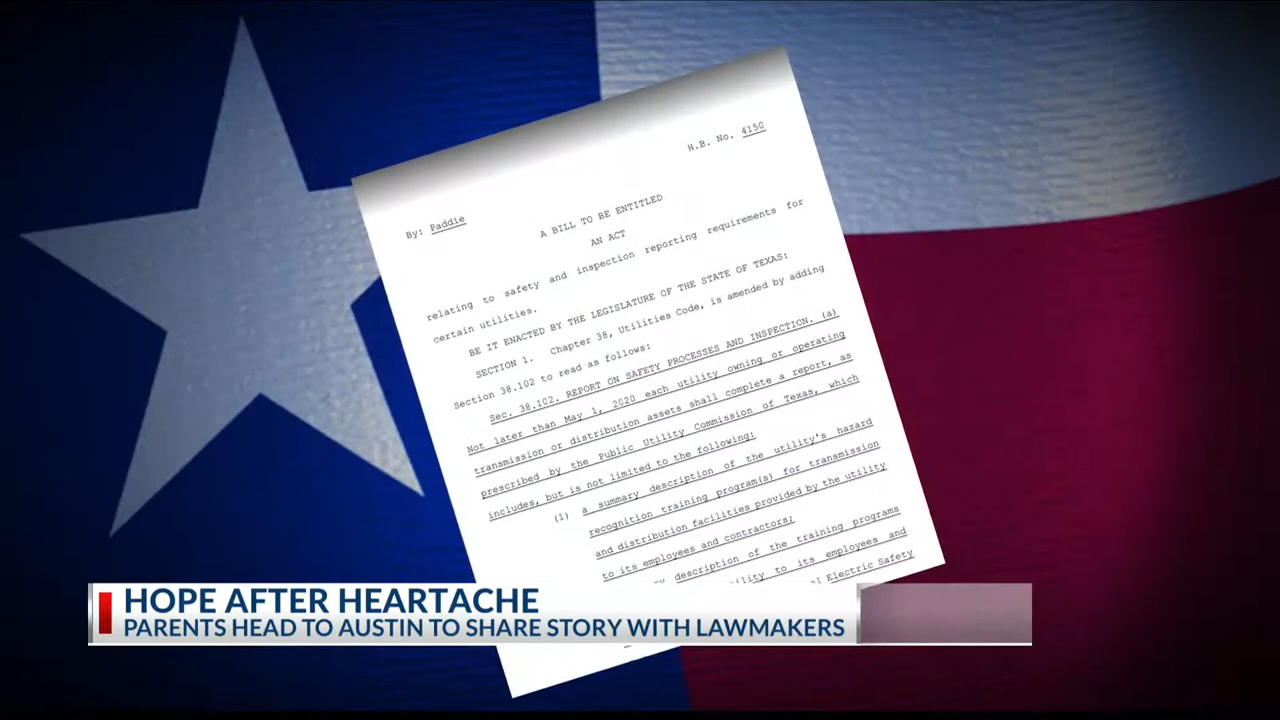 H.B. No. 4150
By: Paddie
A BILL TO BE ENTITLED
AN ACT
relating to safety and inspection reporting requirements for
certain utilities.
BE IT ENACTED BY THE LEGISLATURE OF THE STATE OF TEXAS:
SECTION 1. Chapter 38, Utilities Code, is amended by adding
Section 38.102 to read as follows:
Sec. 38.102. REPORT ON SAFETY PROCESSES AND INSPECTION. (a)
Not later than May 1, 2020 each utility owning or operating
transmission or distribution assets shall complete a report, as
prescribed by the Public Utility Commission of Texas, which
includes, but is not limited to the following:
(1) a summary description of the utility's hazard
recognition training program(s) for transmission
and distribution facilities provided by the utility
to its employees and contractors;
description of the training programs
to its employees and
Electric Safety
HOPE AFTER HEARTACHE
PARENTS HEAD TO AUSTIN TO SHARE STORY WITH LAWMAKERS